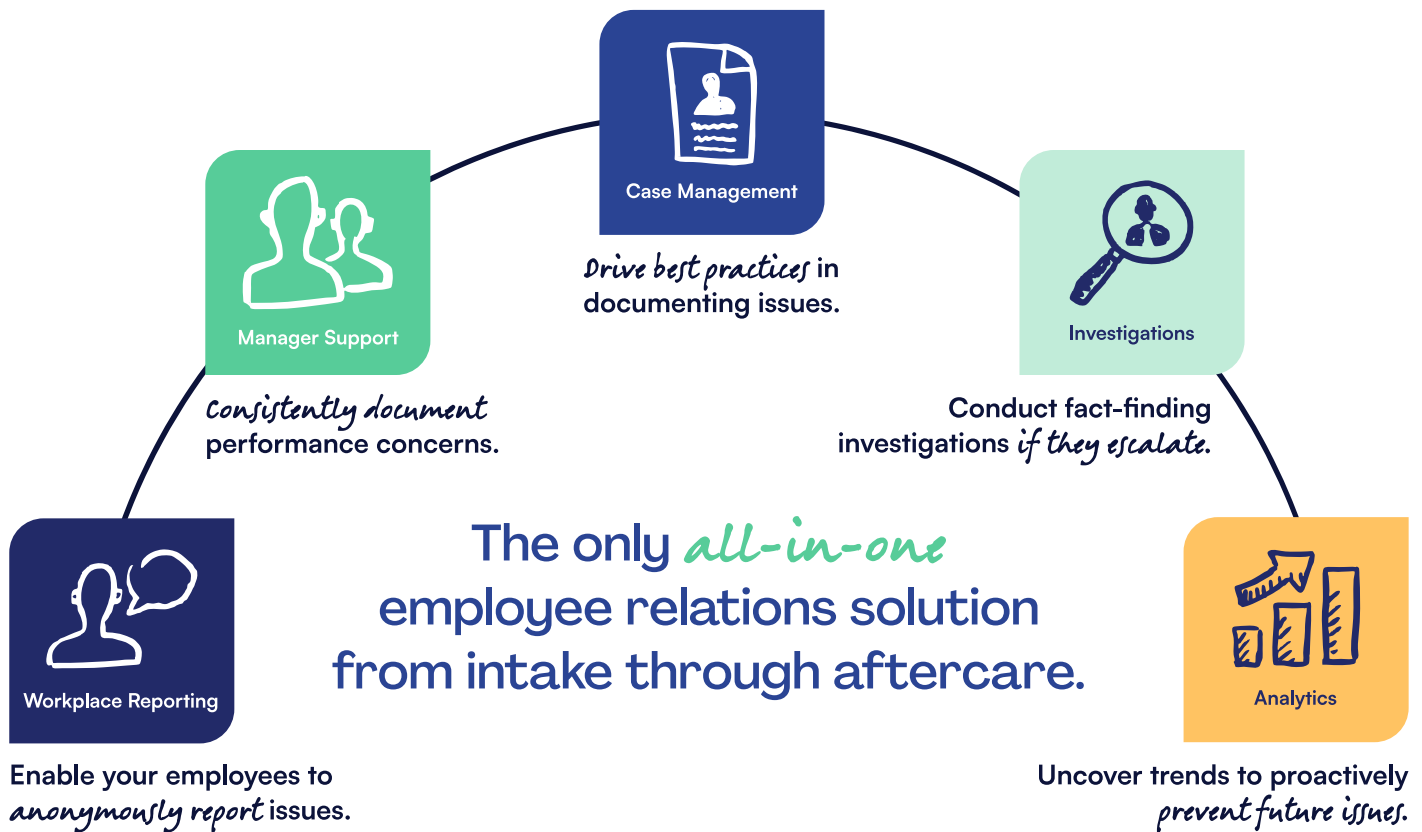 Case Management
Drive best practices in
documenting issues.
Manager Support
Consistently document
performance concerns.
Investigations
Conduct fact-finding
investigations if they escalate.
The only all-in-one
employee relations solution
from intake through aftercare.
Workplace Reporting
Enable your employees to
anonymously report issues.
Analytics
Uncover trends to proactively
prevent future issues.